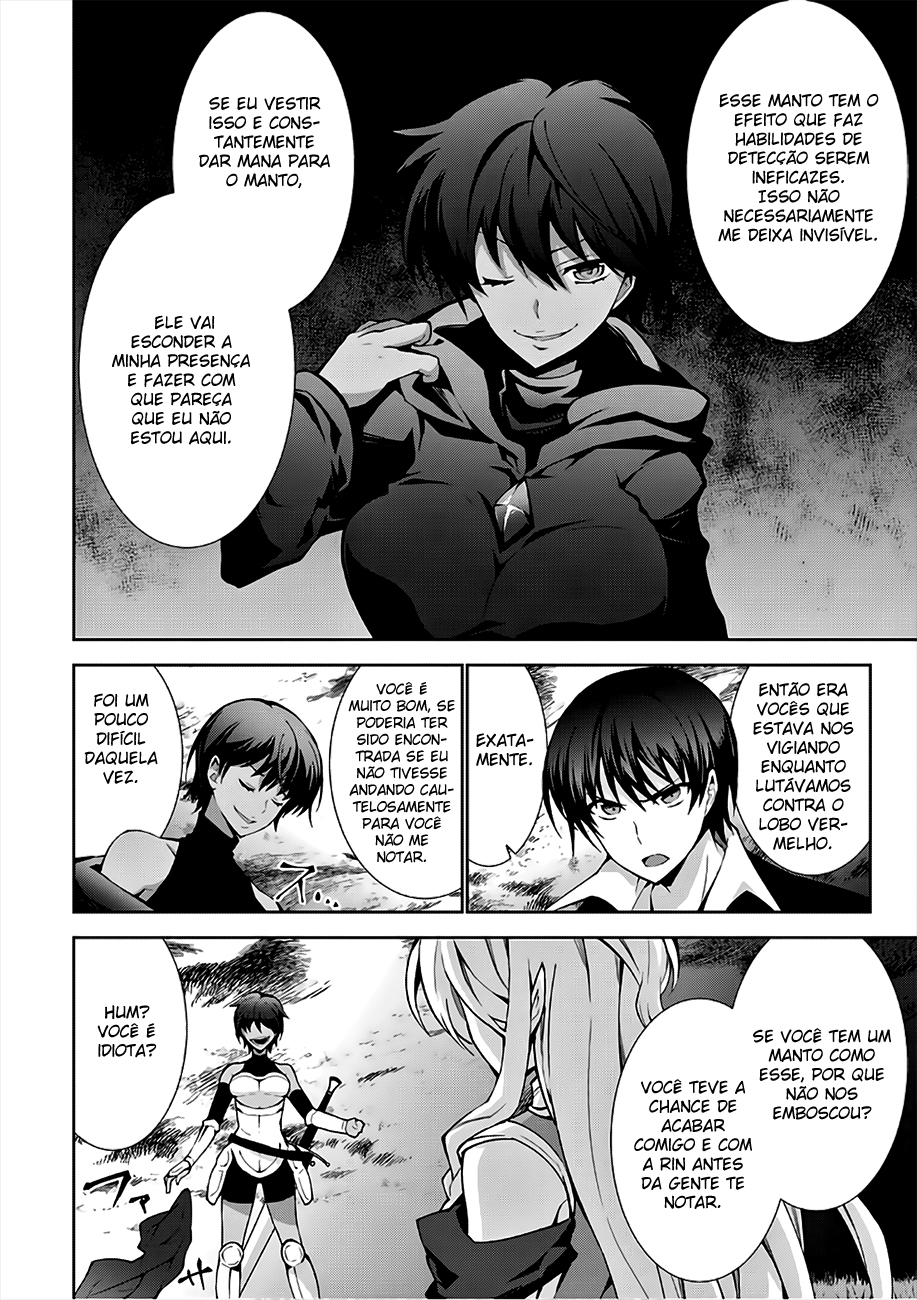 ESSE MANTO TEM O
EFEITO QUE FAZ
HABILIDADES DE
DETECÇÃO SEREM
INEFICAZES.
ISSO NÃO
NECESSARIAMENTE
ME DEIXA INVISÍVEL.
SE EU VESTIR
ISSO E CONS-
TANTEMENTE
DAR MANA PARA
O MANTO,
ELE VAI
ESCONDER A
MINHA PRESENÇA
E FAZER COM
QUE PAREÇA
QUE EU NÃO
ESTOU AQUI.
ENTÃO ERA
VOCÊS QUE
ESTAVA NOS
VIGIANDO
ENQUANTO
LUTÁVAMOS
CONTRA O
LOBO VER-
MELHO.
EXATA-
MENTE.
VOCÊ É
MUITO BOM, SE
PODERIA TER
SIDO ENCON-
TRADA SE EU
NÃO TIVESSE
ANDANDO CAU-
TELOSAMENTE
PARA VOCÊ
NÃO ME
NOTAR.
FOI UM
POUCO
DIFÍCIL
DAQUELA
VEZ.
ス...
SE VOCÊ TEM UM
MANTO COMO
ESSE, POR QUE
NÃO NOS
EMBOSCOU?
VOCÊ TEVE A
CHANCE DE
ACABAR
COMIGO E COM
A RIN ANTES
DA GENTE TE
NOTAR.
HUM?
VOCÊ É
IDIOTA?
ファ
サ